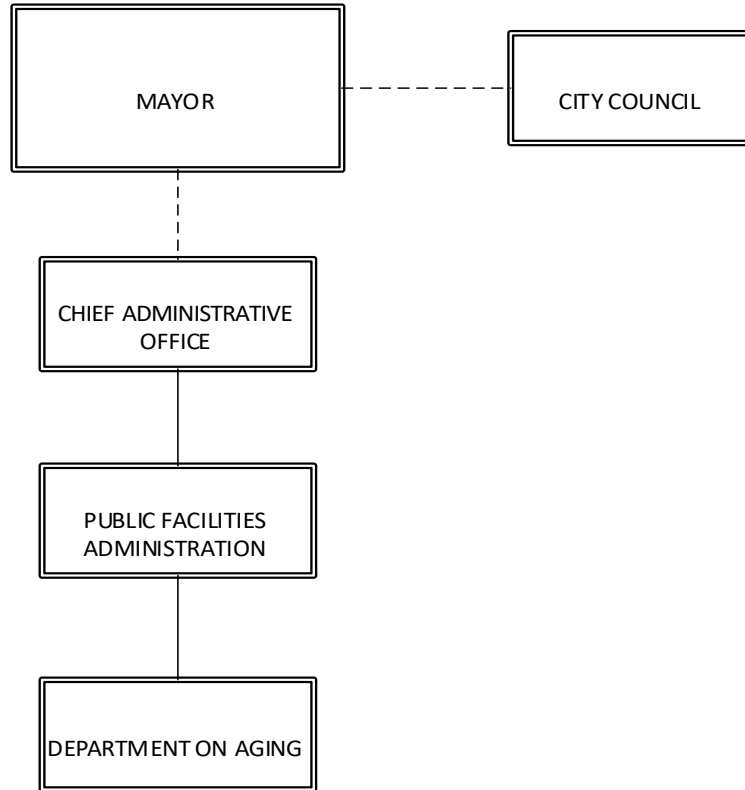 MAYOR
CITY COUNCIL
CHIEF ADMINISTRATIVE
OFFICE
PUBLIC FACILITIES
ADMINISTRATION
DEPARTMENT ON AGING